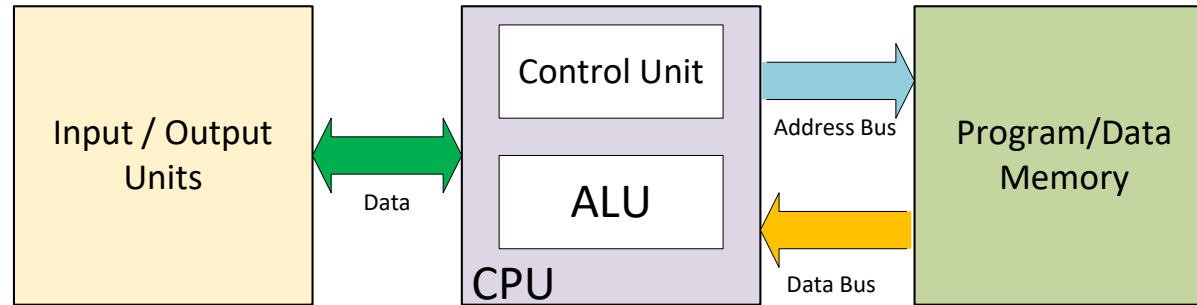 Input / Output
Units
Data
Control Unit
ALU
CPU
Address Bus
Data Bus
Program/Data
Memory